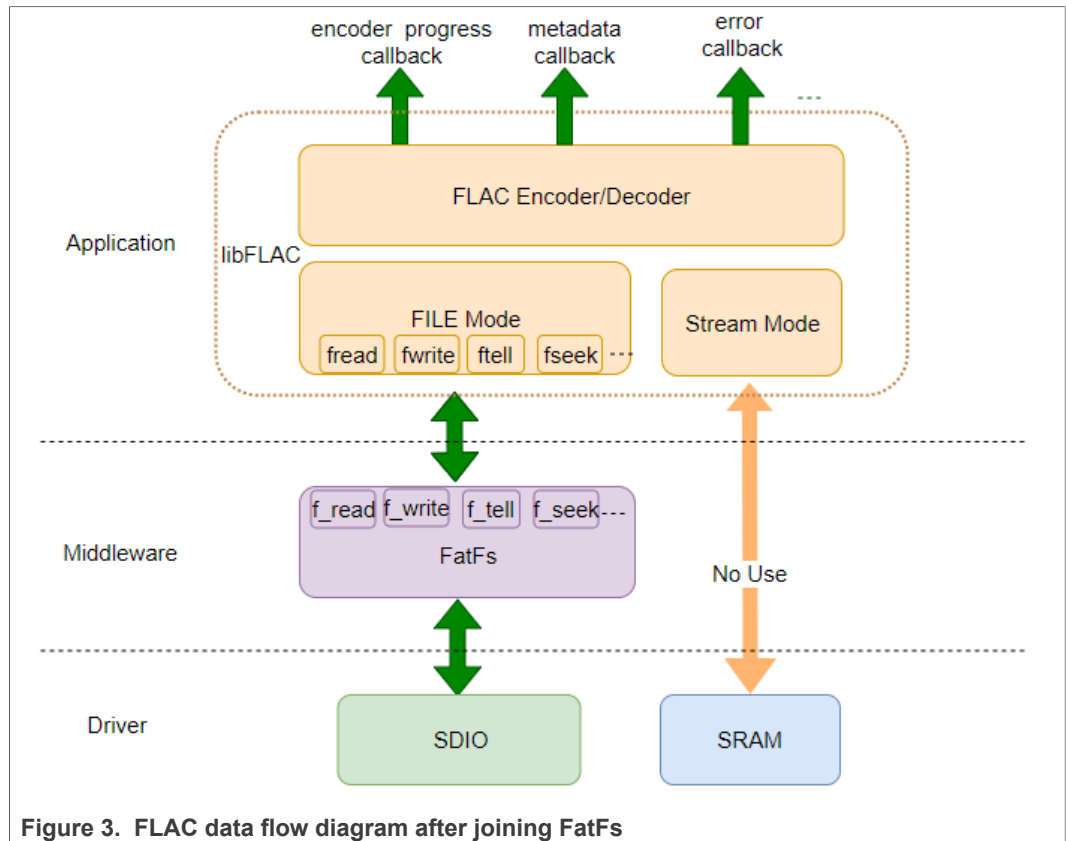 encoder progress
callback
metadata
callback
error
callback
---
FLAC Encoder/Decoder
Application
libFLAC
FILE Mode
fread fwrite ftell fseek ---
Stream Mode
f_read f_write f_tell f_seek ---
Middleware
FatFs
No Use
Driver
SDIO
SRAM
Figure 3. FLAC data flow diagram after joining FatFs